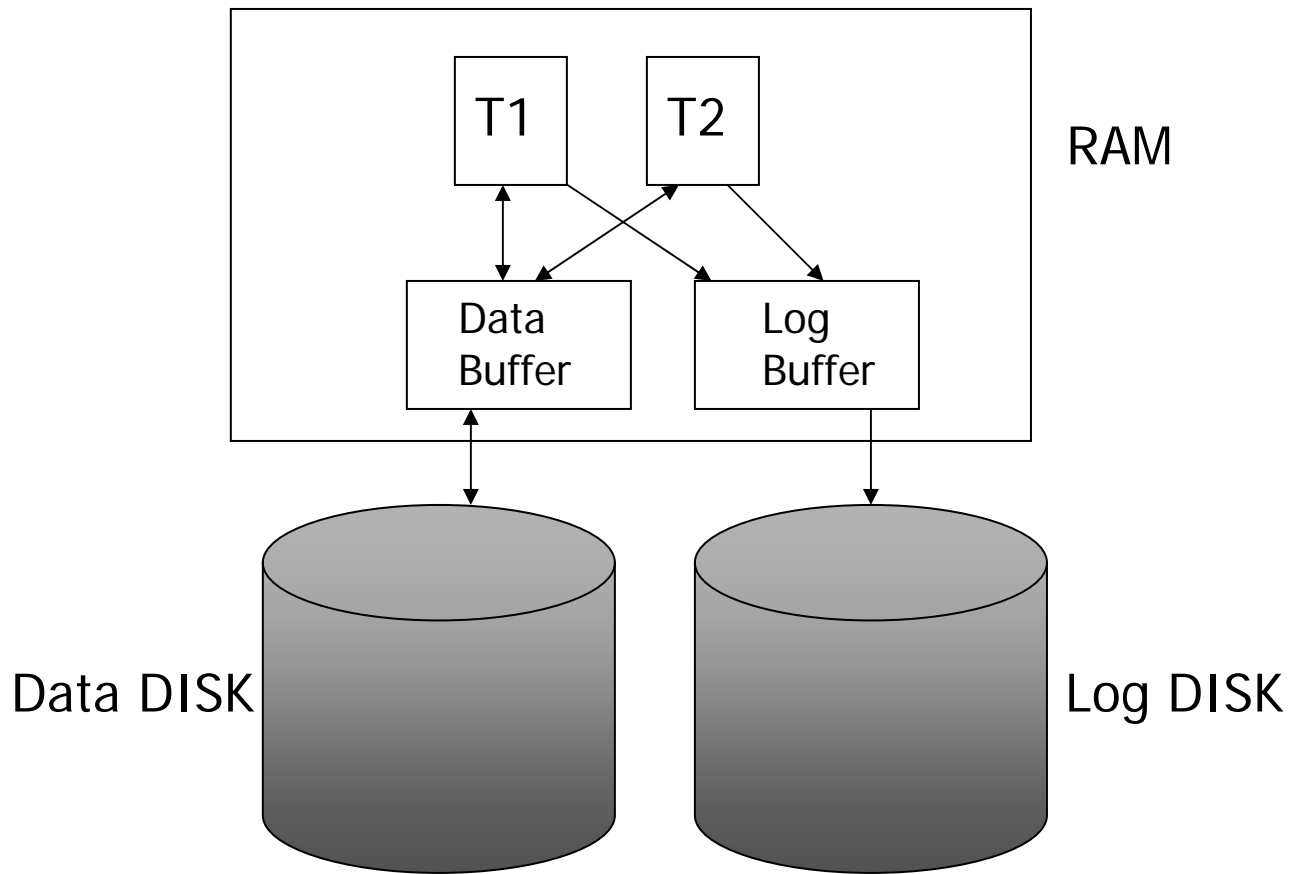 T1
T2
RAM
Data
Buffer
Log
Buffer
Data DISK
Log DISK